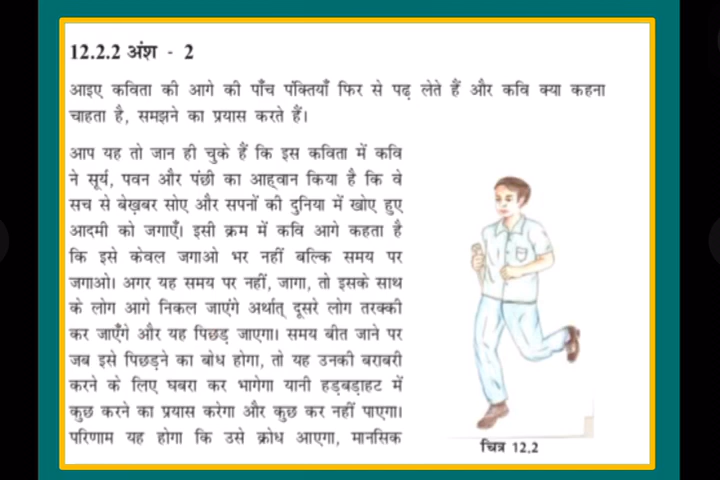 12.2.2 अंश - 2
आइए कविता की आगे की पाँच पंक्तियाँ फिर से पढ़ लेते हैं और कवि क्या कहना
चाहता है, समझने का प्रयास करते हैं।
आप यह तो जान ही चुके हैं कि इस कविता में कवि
ने सूर्य, पवन और पंछी का आह्वान किया है कि वे
सच से बेख़बर सोए और सपनों की दुनिया में खोए हुए
आदमी को जगाएँ। इसी क्रम में कवि आगे कहता है
कि इसे केवल जगाओ भर नहीं बल्कि समय पर
जगाओ। अगर यह समय पर नहीं, जागा, तो इसके साथ
के लोग आगे निकल जाएंगे अर्थात् दूसरे लोग तरक्की
कर जाएँगे और यह पिछड़ जाएगा। समय बीत जाने पर
जब इसे पिछड़ने का बोध होगा, तो यह उनकी बराबरी
करने के लिए घबरा कर भागेगा यानी हड़बड़ाहट में
कुछ करने का प्रयास करेगा और कुछ कर नहीं पाएगा।
परिणाम यह होगा कि उसे क्रोध आएगा, मानसिक
चित्र 12.2